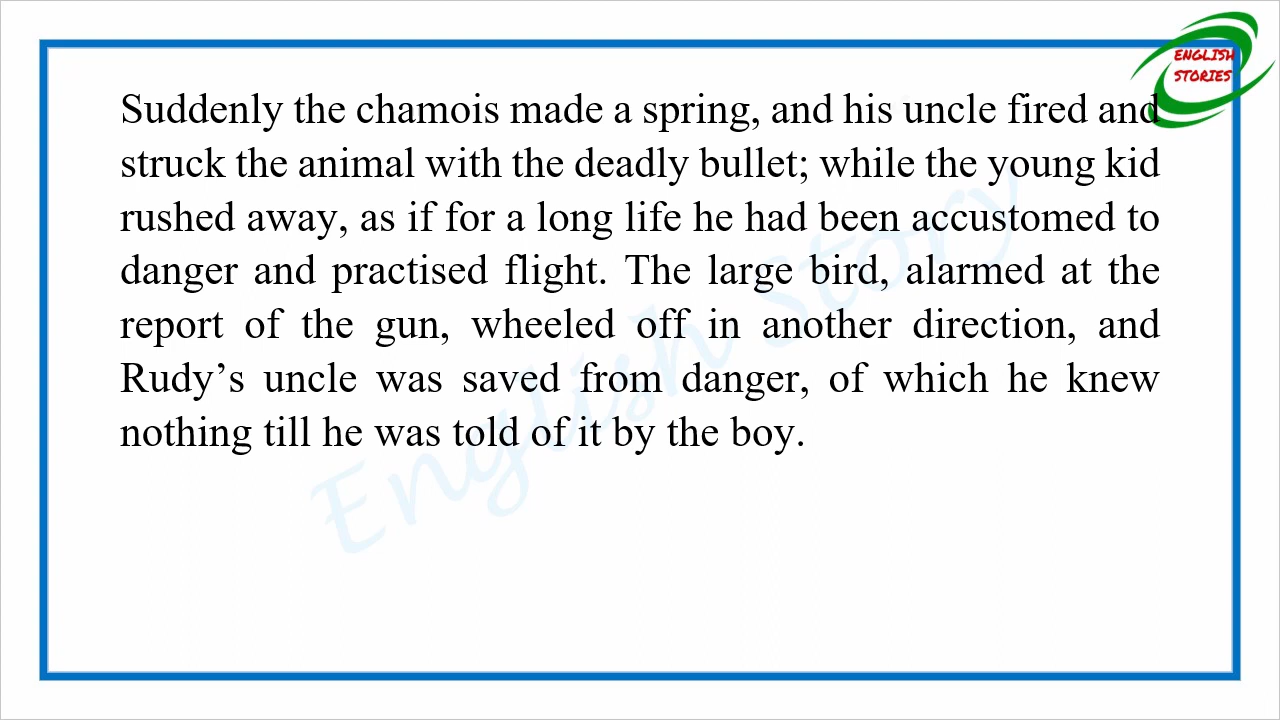 ENGLISH
STORIES
Suddenly the chamois made a spring, and his uncle fired and
struck the animal with the deadly bullet; while the young kid
rushed away, as if for a long life he had been accustomed to
danger and practised flight. The large bird, alarmed at the
report of the gun, wheeled off in another direction, and
Rudy’s uncle was saved from danger, of which he knew
nothing till he was told of it by the boy.
English Story